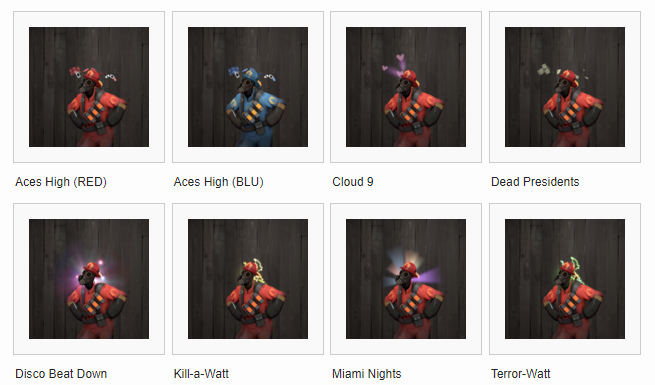 Aces High (RED)
Aces High (BLU)
Cloud 9
Dead Presidents
Disco Beat Down
Kill-a-Watt
Miami Nights
Terror-Watt